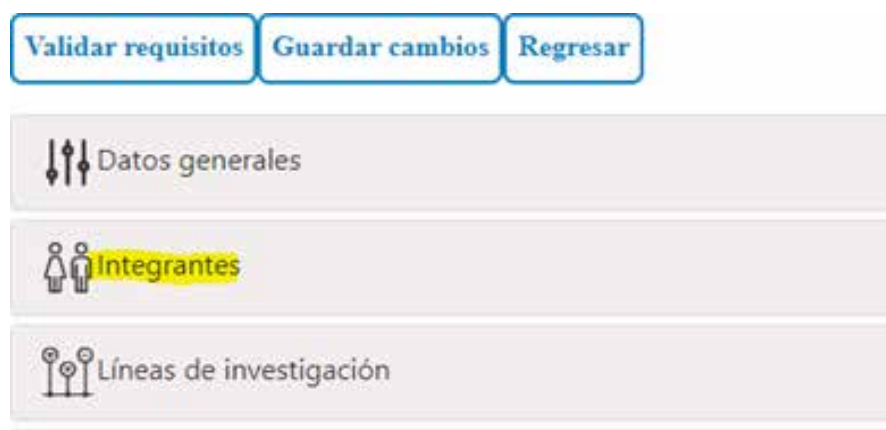 Validar requisitos Guardar cambios Regresar
Datos generales
Integrantes
Líneas de investigación